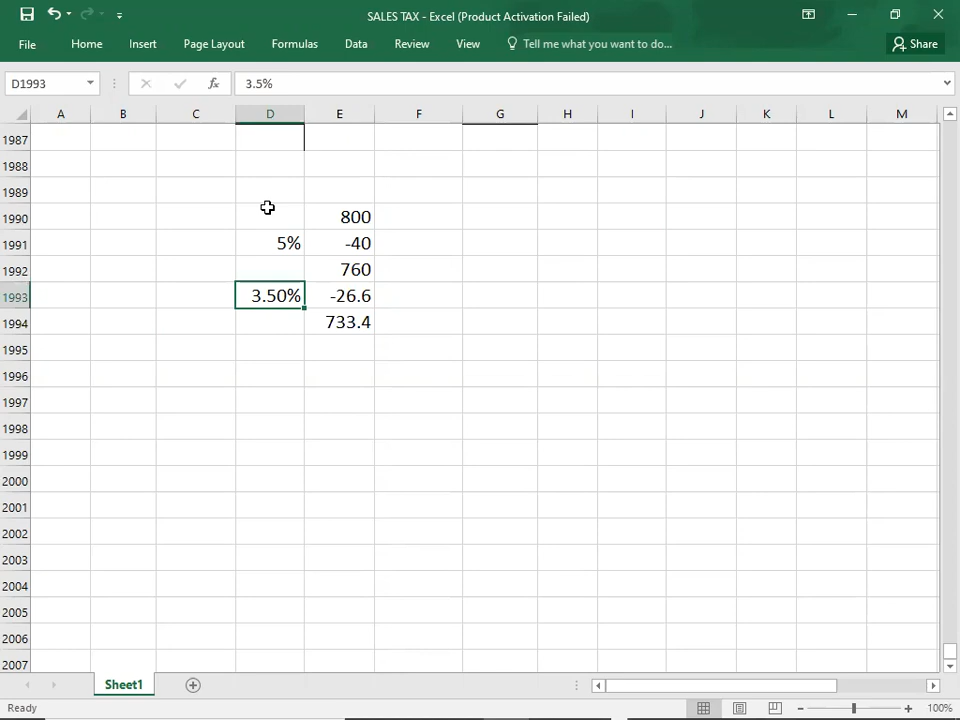 SALES TAX - Excel (Product Activation Failed)
File Home Insert Page Layout Formulas Data Review View Tell me what you want to do... Share
D1993 fx 3.5%
A B C D E F G H I J K L M
1987
1988
1989
1990 800
1991 5% -40
1992 760
1993 3.50% -26.6
1994 733.4
1995
1996
1997
1998
1999
2000
2001
2002
2003
2004
2005
2006
2007
Sheet1
Ready 100%